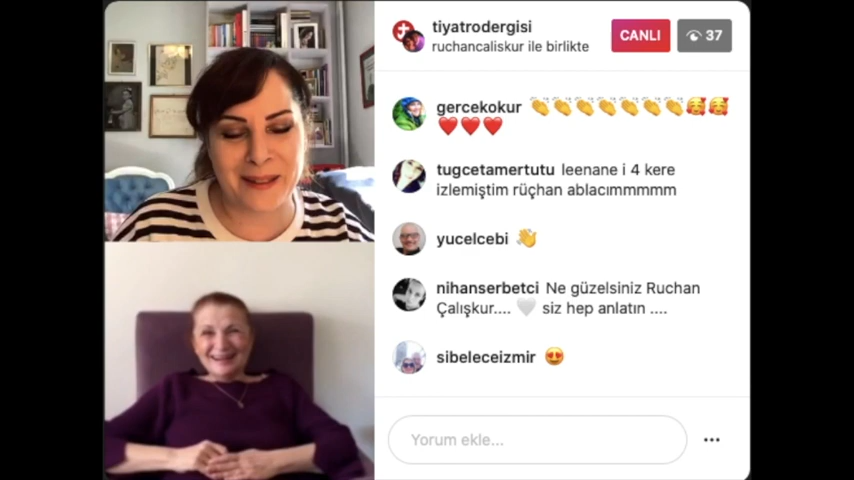 tiyatrodergisi
ruchancaliskur ile birlikte
CANLI
37
gercekokur 👏👏👏👏👏👏👏🥰🥰
❤️❤️❤️
tugcetamertutu leenane i 4 kere
izlemiştim rüçhan ablacımmmmm
yucelcebi 👋
nihanserbetci Ne güzelsiniz Ruchan
Çalışkur.... 🤍 siz hep anlatın ....
sibeleceizmir 😍
Yorum ekle...